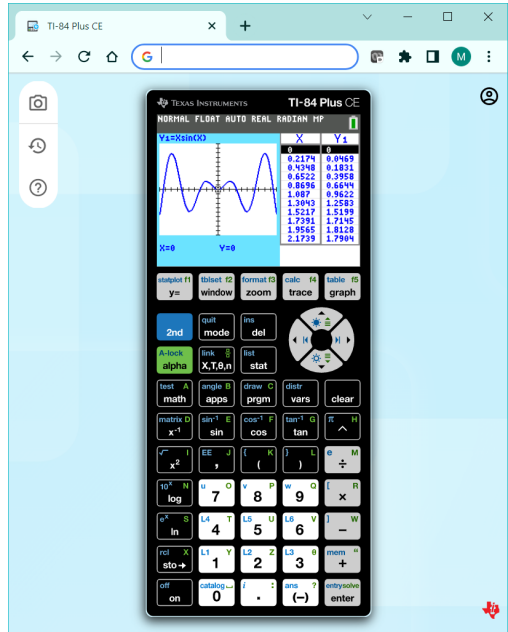 TI-84 Plus CE
G
M
TEXAS INSTRUMENTS TI-84 Plus CE
NORMAL FLOAT AUTO REAL RADIAN MP
Y1=Xsin(X)
X Y1
0 0
0.2174 0.0469
0.4348 0.1831
0.6522 0.3958
0.8696 0.6644
1.087 0.9622
1.3043 1.2583
1.5217 1.5199
1.7391 1.7145
1.9565 1.8128
2.1739 1.7904
X=0 Y=0
statplot f1 tblset f2 format f3 calc f4 table f5
y= window zoom trace graph
quit ins
2nd mode del
A-lock link list
alpha X,T,θ,n stat
test A angle B draw C distr
math apps prgm vars clear
matrix D sin⁻¹ E cos⁻¹ F tan⁻¹ G π H
x⁻¹ sin cos tan ^
√ I EE J { K } L e M
x² , ( ) ÷
10ˣ N u O v P w Q [ R
log 7 8 9 ×
eˣ S L4 T L5 U L6 V ] W
ln 4 5 6 −
rcl X L1 Y L2 Z L3 θ mem "
sto→ 1 2 3 +
off catalog i : ans ? entry solve
on 0 . (−) enter